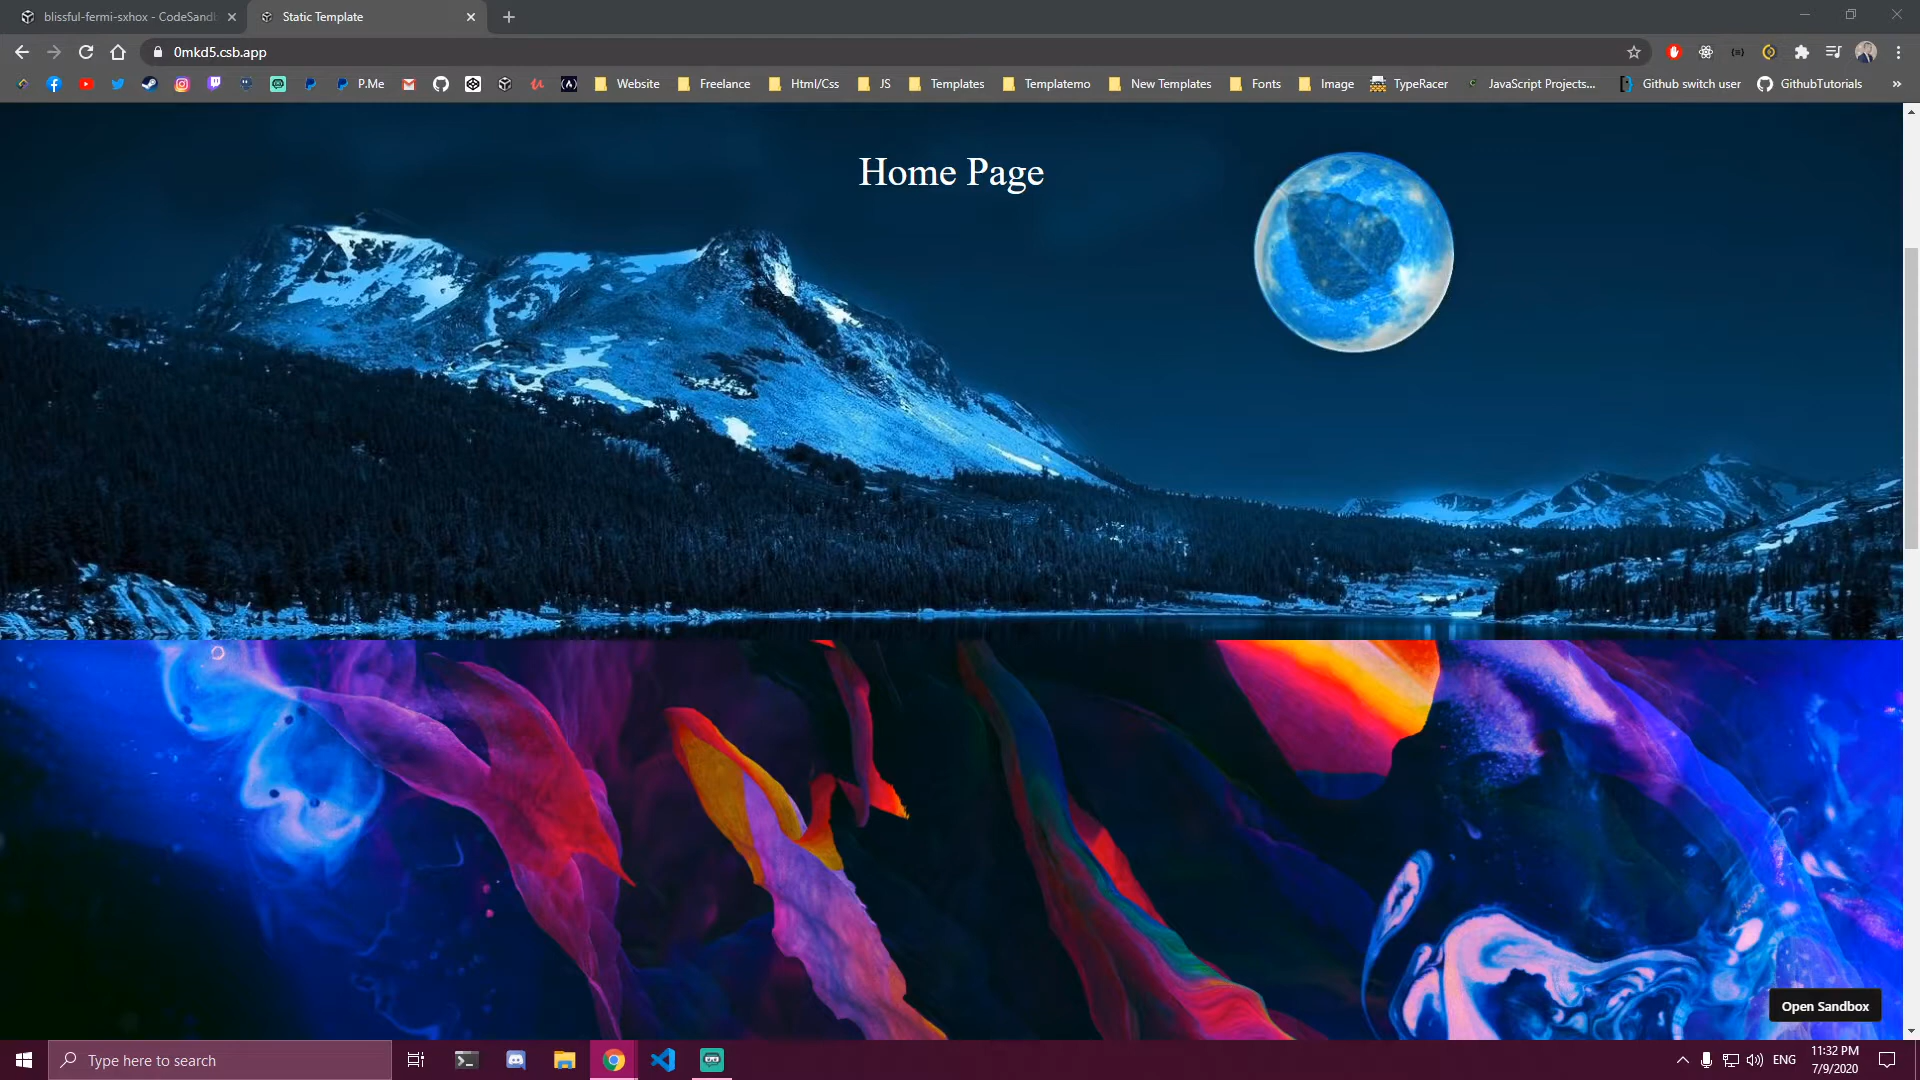 blissful-fermi-sxhox - CodeSandb
Static Template
0mkd5.csb.app
P.Me
Website
Freelance
Html/Css
JS
Templates
Templatemo
New Templates
Fonts
Image
TypeRacer
JavaScript Projects...
Github switch user
GithubTutorials
Home Page
Open Sandbox
Type here to search
ENG
11:32 PM
7/9/2020